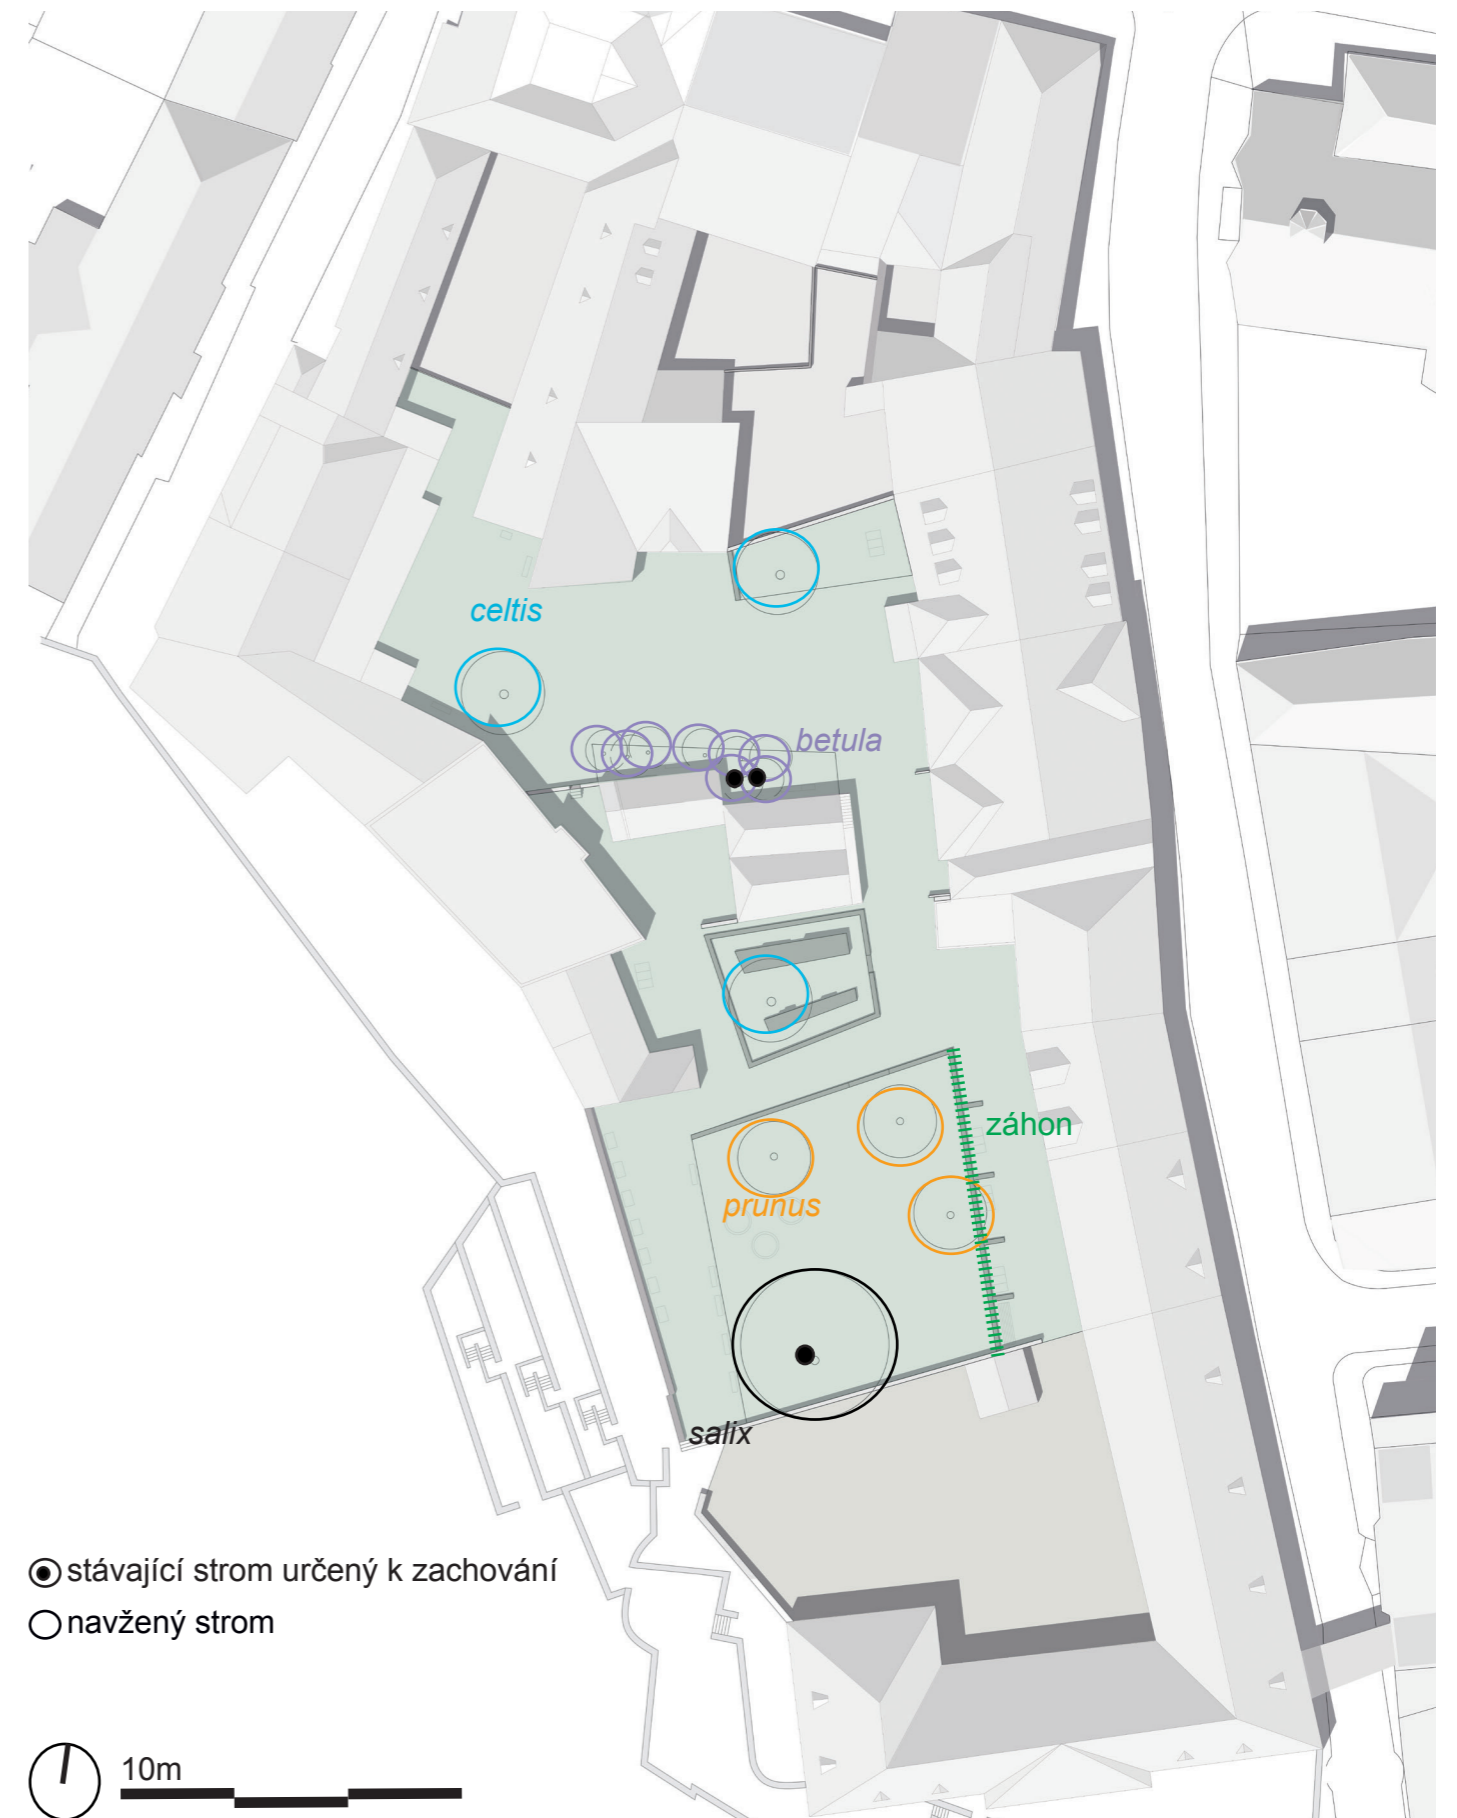 celtis
betula
záhon
prunus
salix
stávající strom určený k zachování
navžený strom
10m